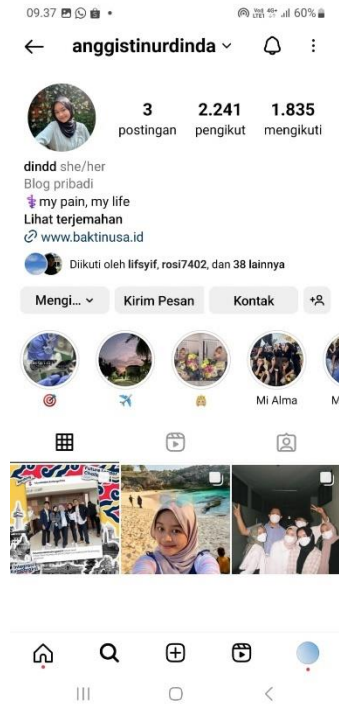 09.37
60%
anggistinurdinda
3 2.241 1.835
postingan pengikut mengikuti
dindd she/her
Blog pribadi
my pain, my life
Lihat terjemahan
www.baktinusa.id
Diikuti oleh lifsyif, rosi7402, dan 38 lainnya
Mengi... Kirim Pesan Kontak
Mi Alma M